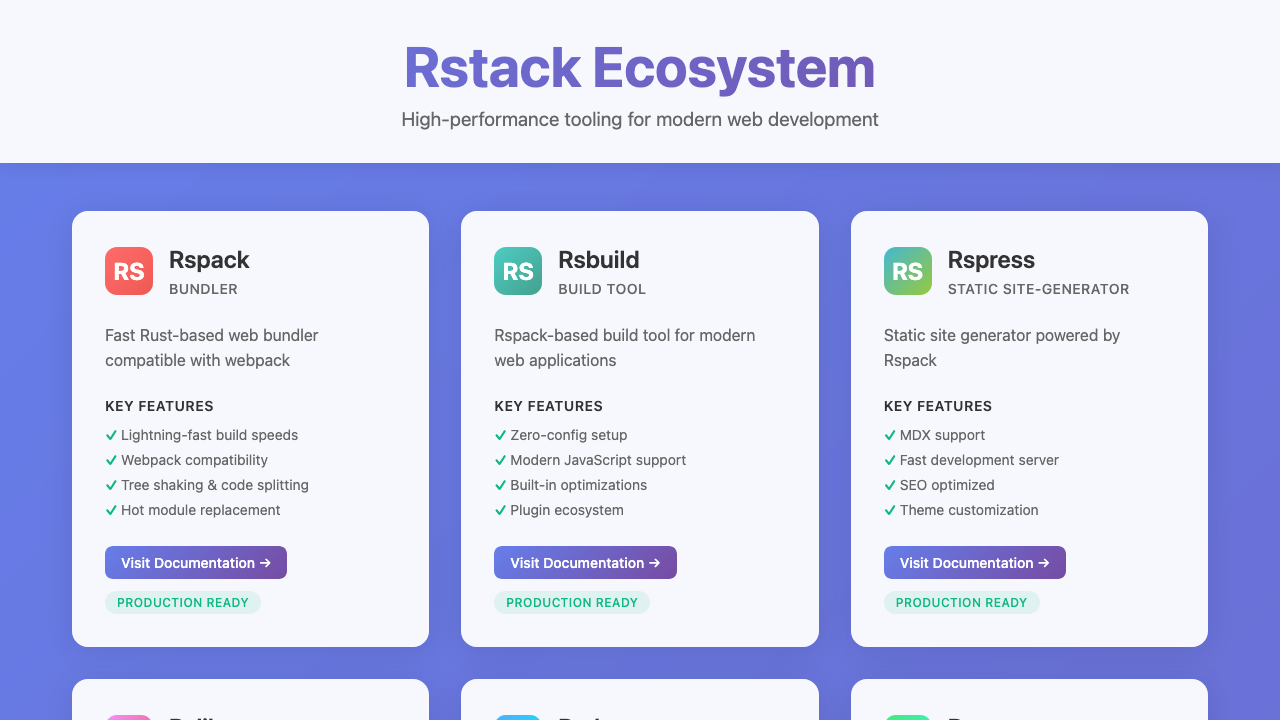 Rstack Ecosystem
High-performance tooling for modern web development
RS
Rspack
BUNDLER
Fast Rust-based web bundler
compatible with webpack
KEY FEATURES
✓ Lightning-fast build speeds
✓ Webpack compatibility
✓ Tree shaking & code splitting
✓ Hot module replacement
Visit Documentation →
PRODUCTION READY
RS
Rsbuild
BUILD TOOL
Rspack-based build tool for modern
web applications
KEY FEATURES
✓ Zero-config setup
✓ Modern JavaScript support
✓ Built-in optimizations
✓ Plugin ecosystem
Visit Documentation →
PRODUCTION READY
RS
Rspress
STATIC SITE-GENERATOR
Static site generator powered by
Rspack
KEY FEATURES
✓ MDX support
✓ Fast development server
✓ SEO optimized
✓ Theme customization
Visit Documentation →
PRODUCTION READY